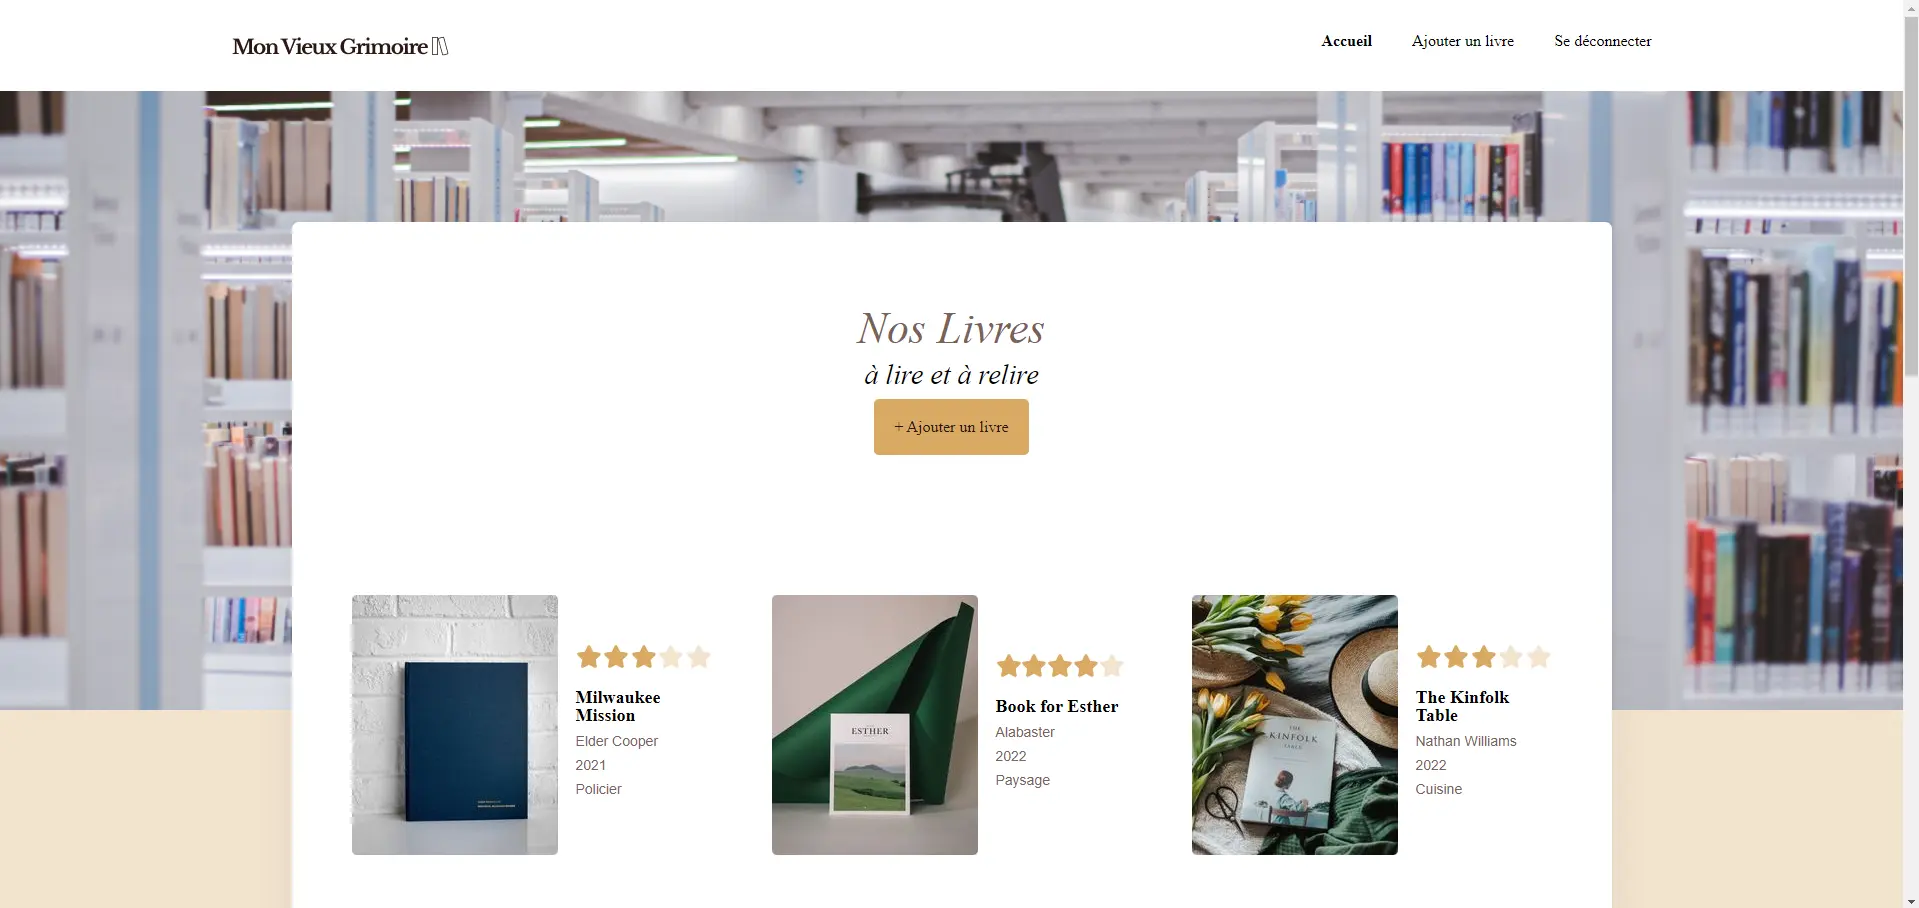 Mon Vieux Grimoire
Accueil
Ajouter un livre
Se déconnecter
Nos Livres
à lire et à relire
+ Ajouter un livre
ESTHER
Milwaukee
Mission
Elder Cooper
2021
Policier
Book for Esther
Alabaster
2022
Paysage
THE
KINFOLK
TABLE
The Kinfolk
Table
Nathan Williams
2022
Cuisine